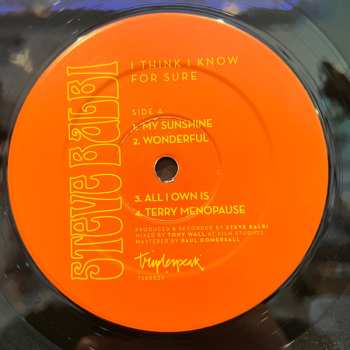 STEVE BALBI
I THINK I KNOW
FOR SURE
SIDE A
1. MY SUNSHINE
2. WONDERFUL
3. ALL I OWN IS
4. TERRY MENOPAUSE
PRODUCED & RECORDED BY STEVE BALBI
MIXED BY TONY WALL AT FILM STUDIOS
MASTERED BY PAUL GOMERSALL